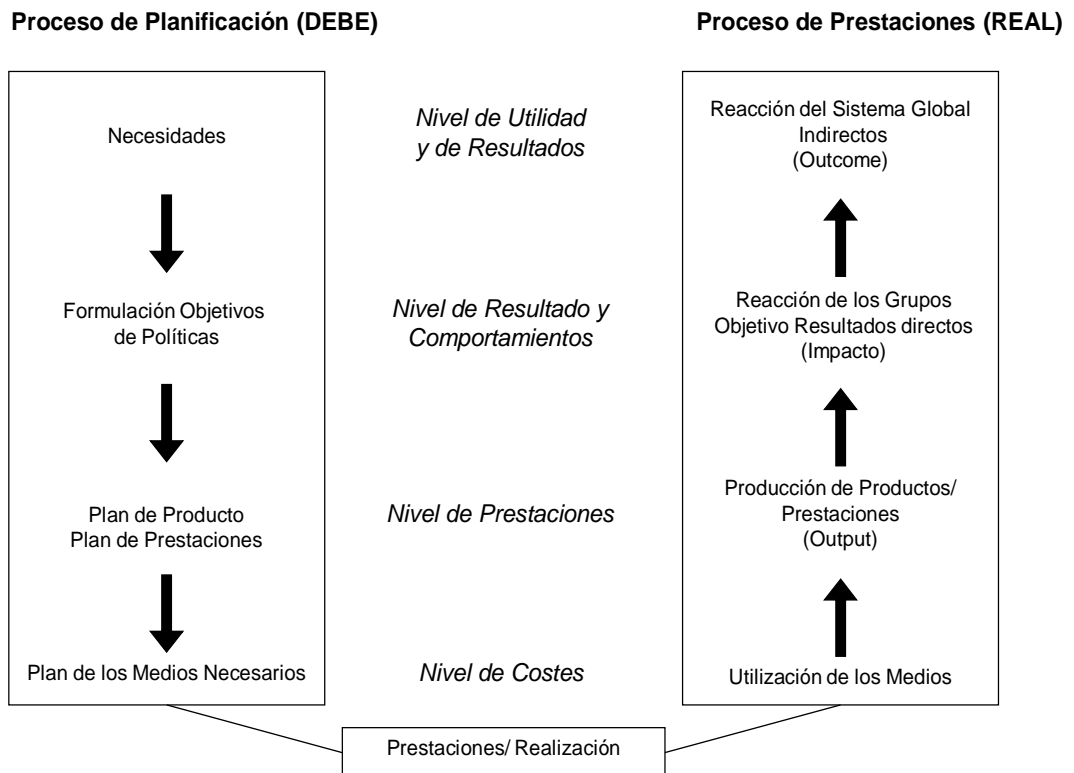 Proceso de Planificación (DEBE)
Proceso de Prestaciones (REAL)
Necesidades
Nivel de Utilidad
y de Resultados
Reacción del Sistema Global
Indirectos
(Outcome)
Formulación Objetivos
de Políticas
Nivel de Resultado y
Comportamientos
Reacción de los Grupos
Objetivo Resultados directos
(Impacto)
Plan de Producto
Plan de Prestaciones
Nivel de Prestaciones
Producción de Productos/
Prestaciones
(Output)
Plan de los Medios Necesarios
Nivel de Costes
Utilización de los Medios
Prestaciones/ Realización